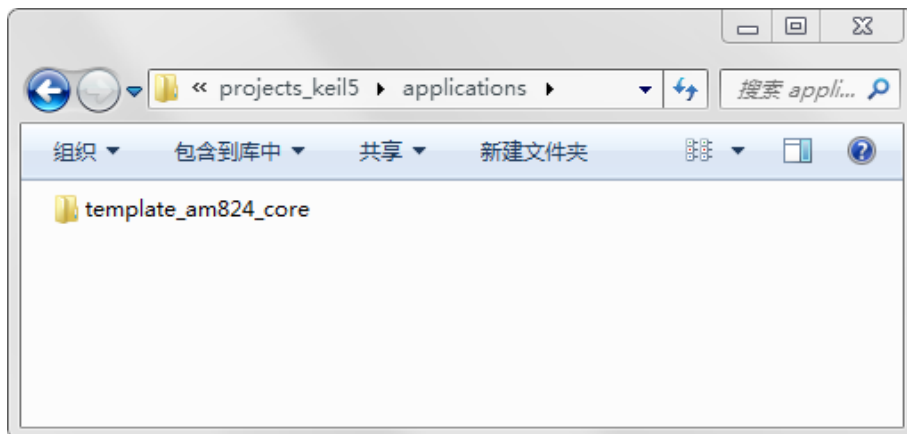 « projects_keil5 ▸ applications ▸ 搜索 appli...
组织 包含到库中 共享 新建文件夹
template_am824_core